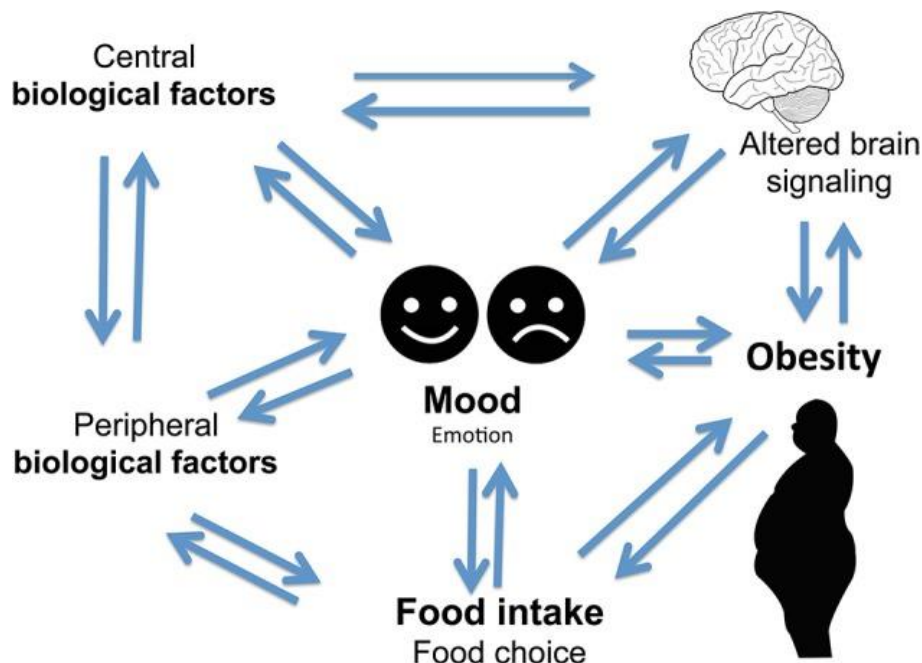 Central
biological factors
Altered brain
signaling
Obesity
Mood
Emotion
Peripheral
biological factors
Food intake
Food choice